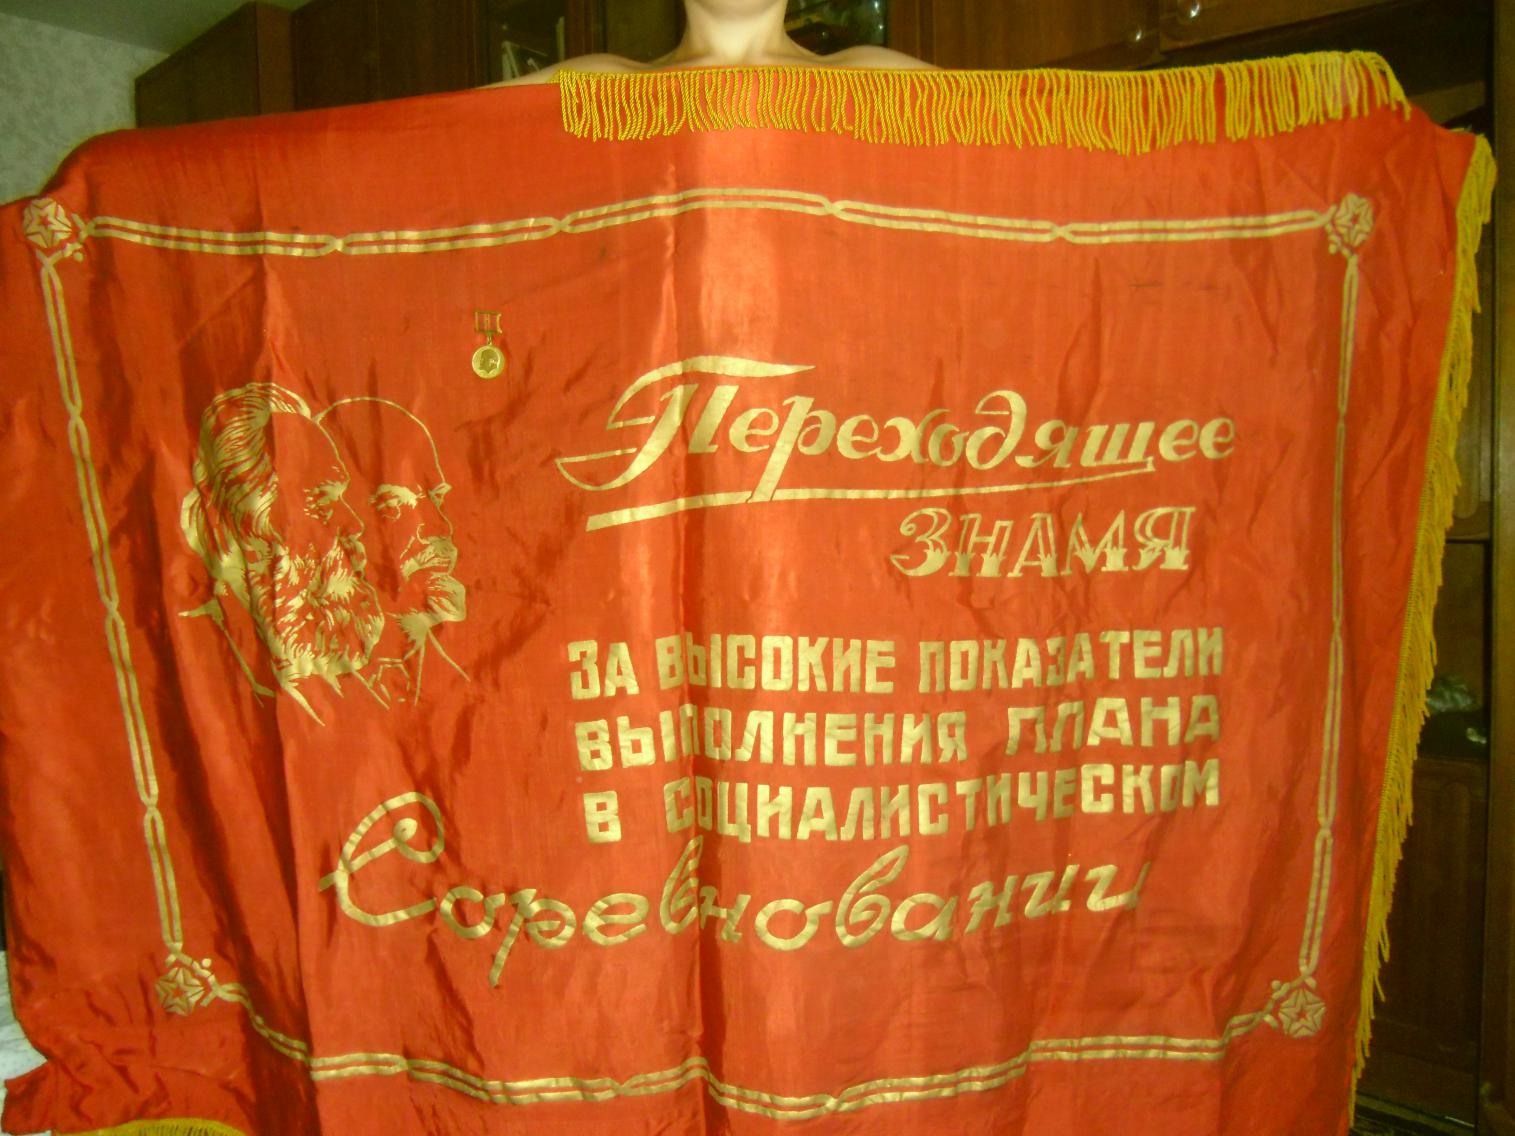 Переходящее
ЗНАМЯ
ЗА ВЫСОКИЕ ПОКАЗАТЕЛИ
ВЫПОЛНЕНИЯ ПЛАНА
В СОЦИАЛИСТИЧЕСКОМ
Соревновании